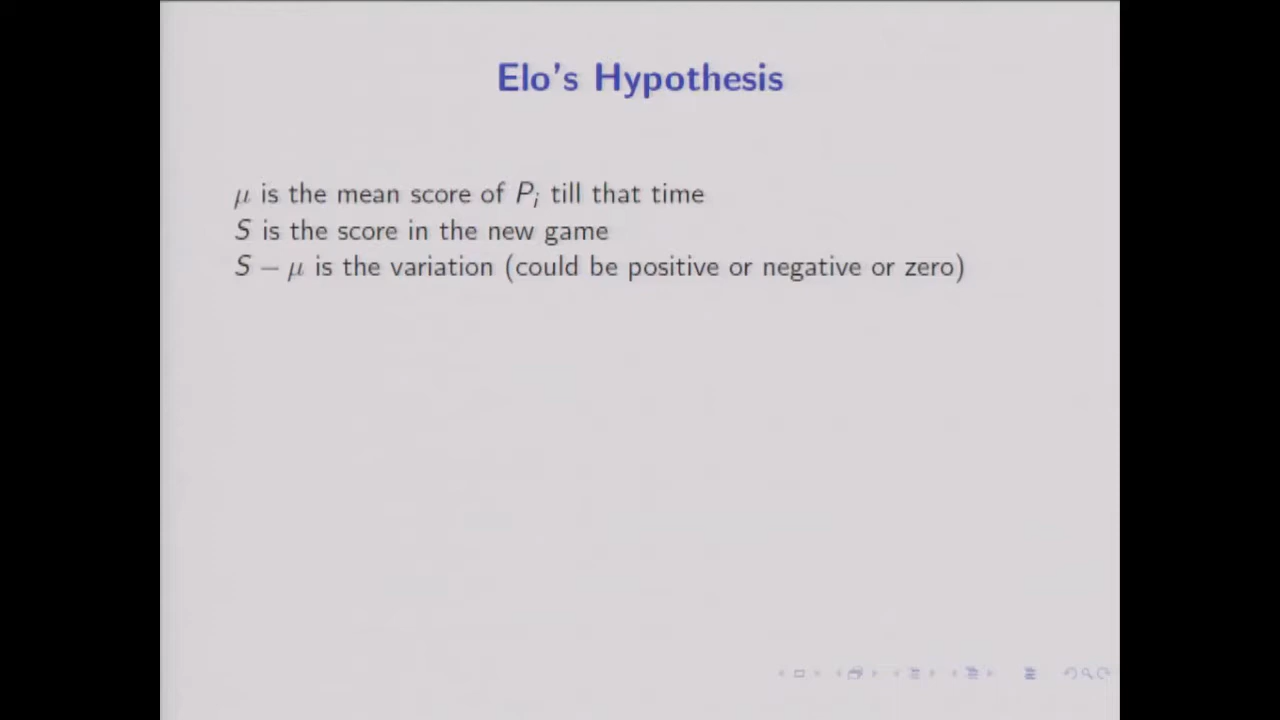 Elo's Hypothesis
μ is the mean score of Pᵢ till that time
S is the score in the new game
S − μ is the variation (could be positive or negative or zero)